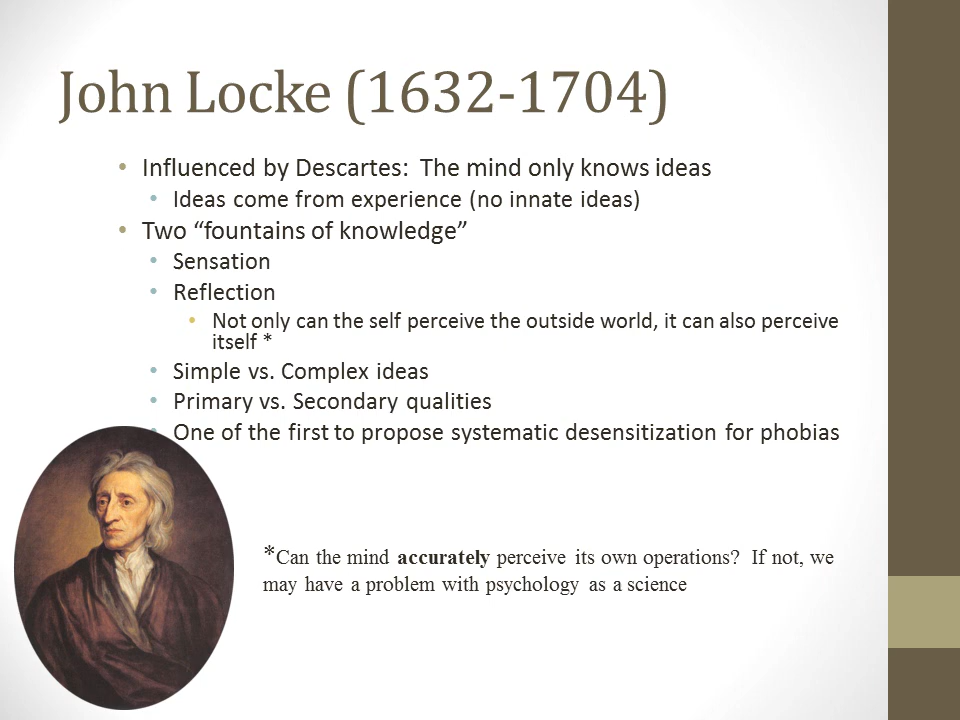 John Locke (1632-1704)
• Influenced by Descartes: The mind only knows ideas
• Ideas come from experience (no innate ideas)
• Two “fountains of knowledge”
• Sensation
• Reflection
• Not only can the self perceive the outside world, it can also perceive
itself *
• Simple vs. Complex ideas
• Primary vs. Secondary qualities
• One of the first to propose systematic desensitization for phobias
*Can the mind accurately perceive its own operations? If not, we
may have a problem with psychology as a science